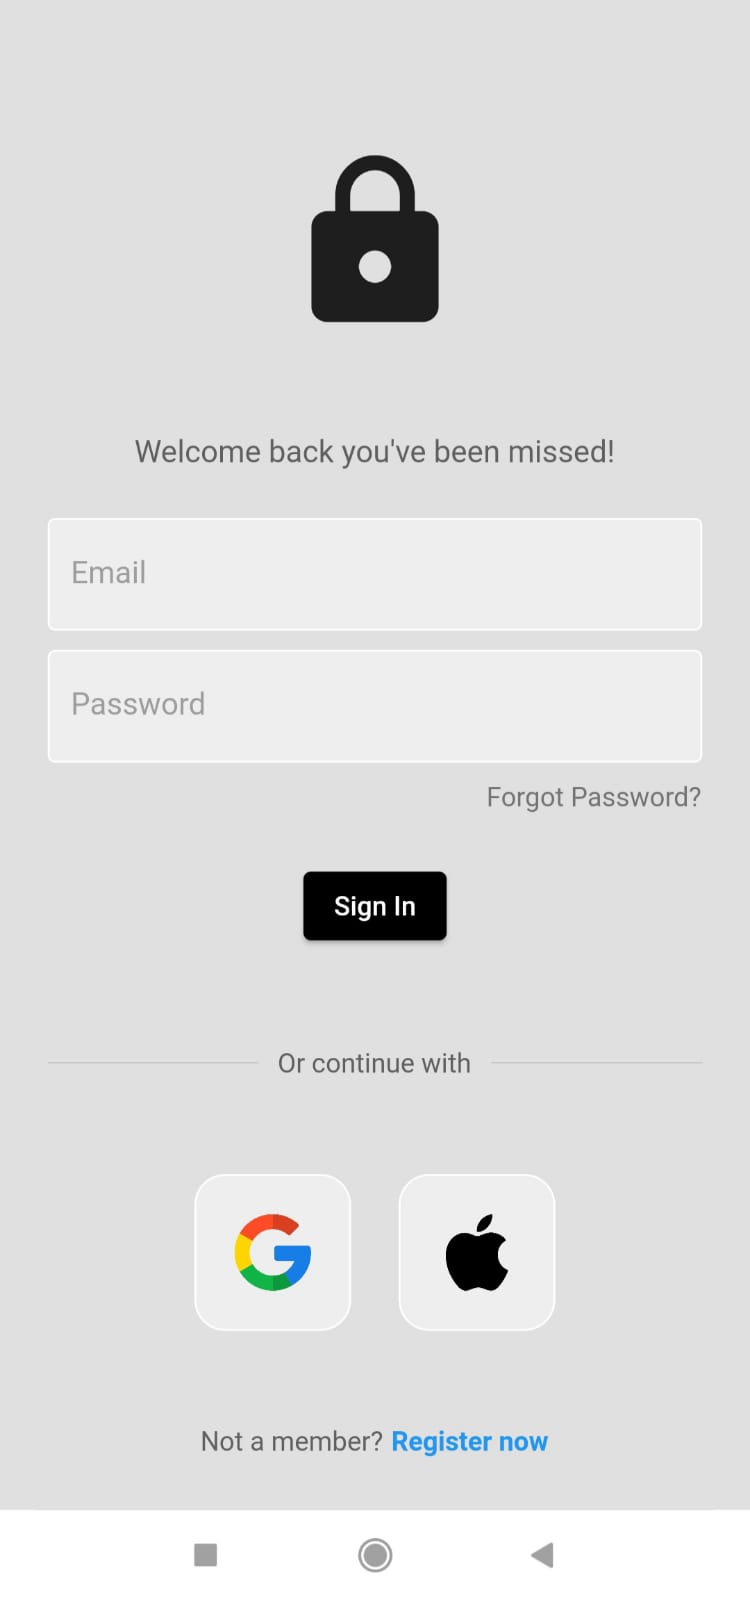 Welcome back you've been missed!
Email
Password
Forgot Password?
Sign In
Or continue with
Not a member? Register now